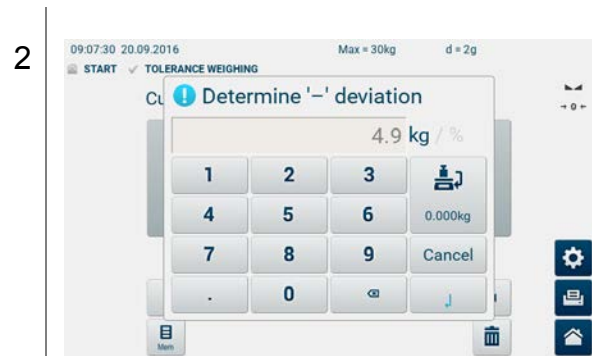 2
09:07:30 20.09.2016 Max = 30kg d = 2g
START TOLERANCE WEIGHING
Determine '–' deviation
4.9 kg / %
→ 0 ←
1 2 3
4 5 6 0.000kg
7 8 9 Cancel
. 0
Mem